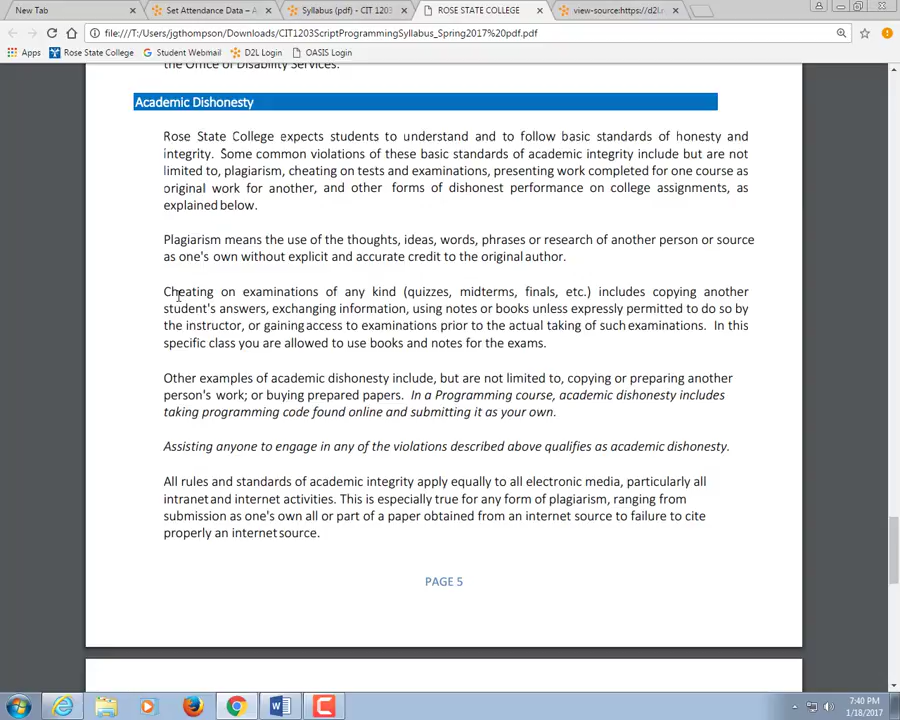 New Tab
Set Attendance Data – A
Syllabus (pdf) - CIT 1203
ROSE STATE COLLEGE
view-source:https://d2l.
file:///T:/Users/jgthompson/Downloads/CIT1203ScriptProgrammingSyllabus_Spring2017%20pdf.pdf
Apps
Rose State College
Student Webmail
D2L Login
OASIS Login
the Office of Disability Services.
Academic Dishonesty
Rose State College expects students to understand and to follow basic standards of honesty and
integrity. Some common violations of these basic standards of academic integrity include but are not
limited to, plagiarism, cheating on tests and examinations, presenting work completed for one course as
original work for another, and other forms of dishonest performance on college assignments, as
explained below.
Plagiarism means the use of the thoughts, ideas, words, phrases or research of another person or source
as one's own without explicit and accurate credit to the original author.
Cheating on examinations of any kind (quizzes, midterms, finals, etc.) includes copying another
student's answers, exchanging information, using notes or books unless expressly permitted to do so by
the instructor, or gaining access to examinations prior to the actual taking of such examinations. In this
specific class you are allowed to use books and notes for the exams.
Other examples of academic dishonesty include, but are not limited to, copying or preparing another
person's work; or buying prepared papers. In a Programming course, academic dishonesty includes
taking programming code found online and submitting it as your own.
Assisting anyone to engage in any of the violations described above qualifies as academic dishonesty.
All rules and standards of academic integrity apply equally to all electronic media, particularly all
intranet and internet activities. This is especially true for any form of plagiarism, ranging from
submission as one's own all or part of a paper obtained from an internet source to failure to cite
properly an internet source.
PAGE 5
7:40 PM
1/18/2017